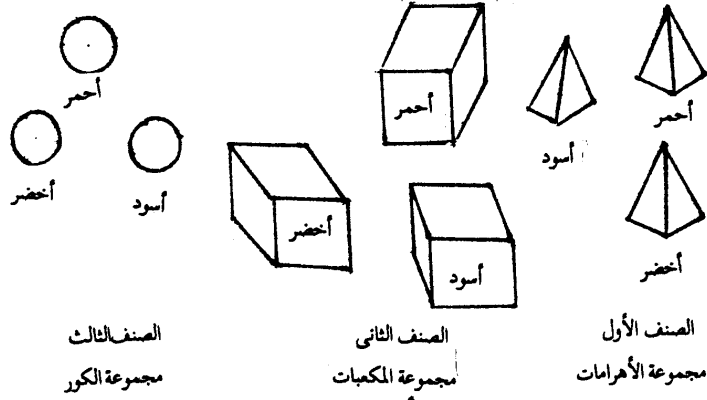 أحمر
أسود
أخضر
أحمر
أخضر
أسود
أحمر
أخضر
أسود
الصنف الأول
مجموعة الأهرامات
الصنف الثانى
مجموعة المكعبات
الصنف الثالث
مجموعة الكور